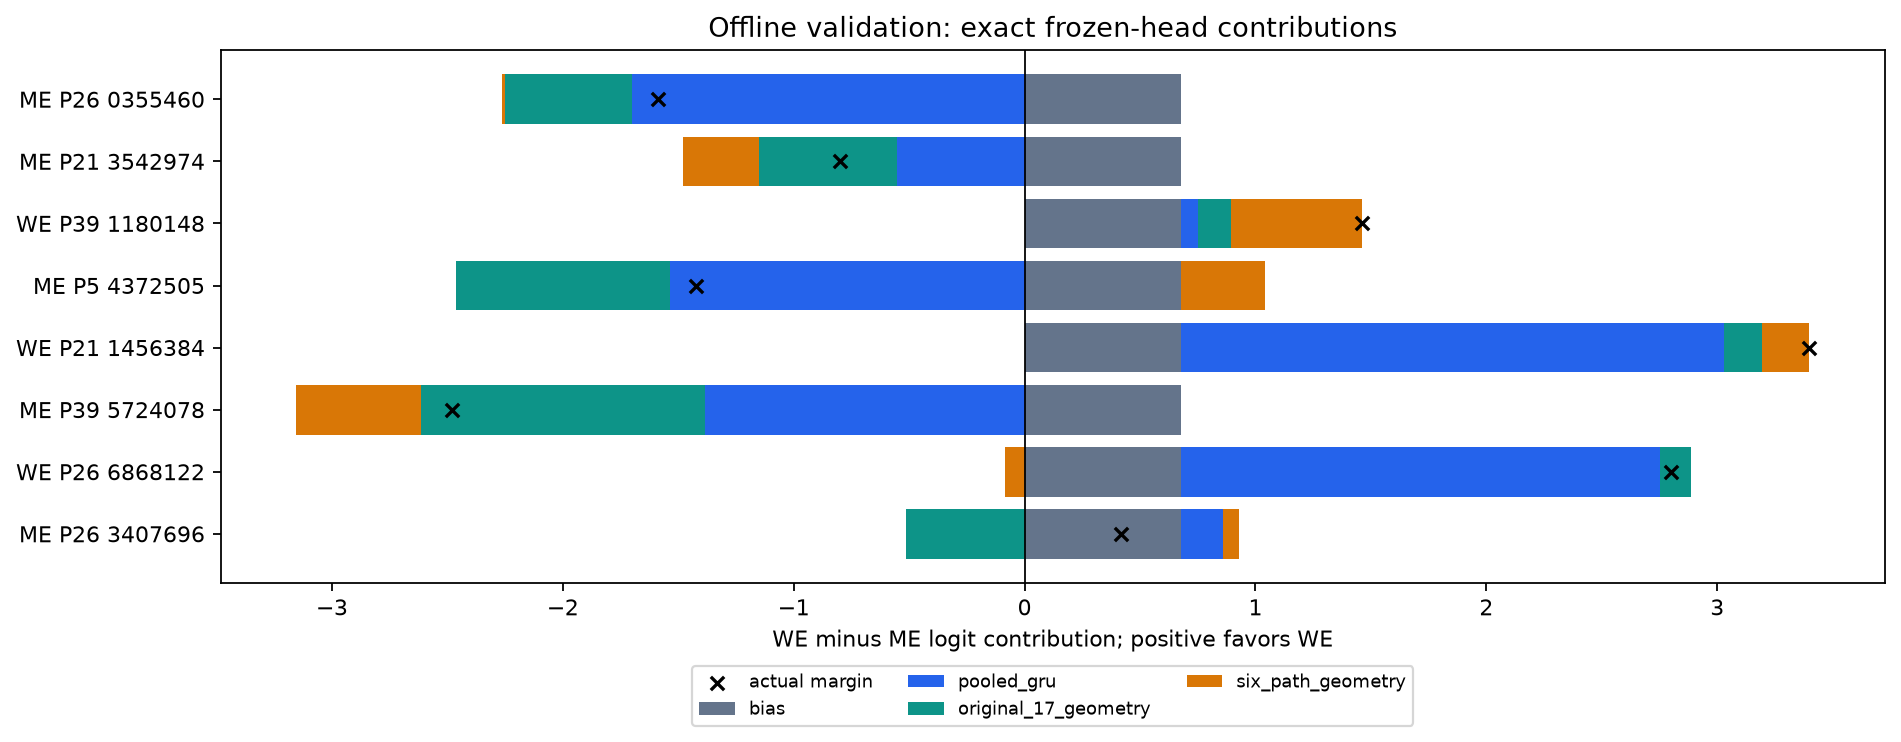 Offline validation: exact frozen-head contributions
ME P26 0355460
ME P21 3542974
WE P39 1180148
ME P5 4372505
WE P21 1456384
ME P39 5724078
WE P26 6868122
ME P26 3407696
−3 −2 −1 0 1 2 3
WE minus ME logit contribution; positive favors WE
actual margin pooled_gru six_path_geometry
bias original_17_geometry